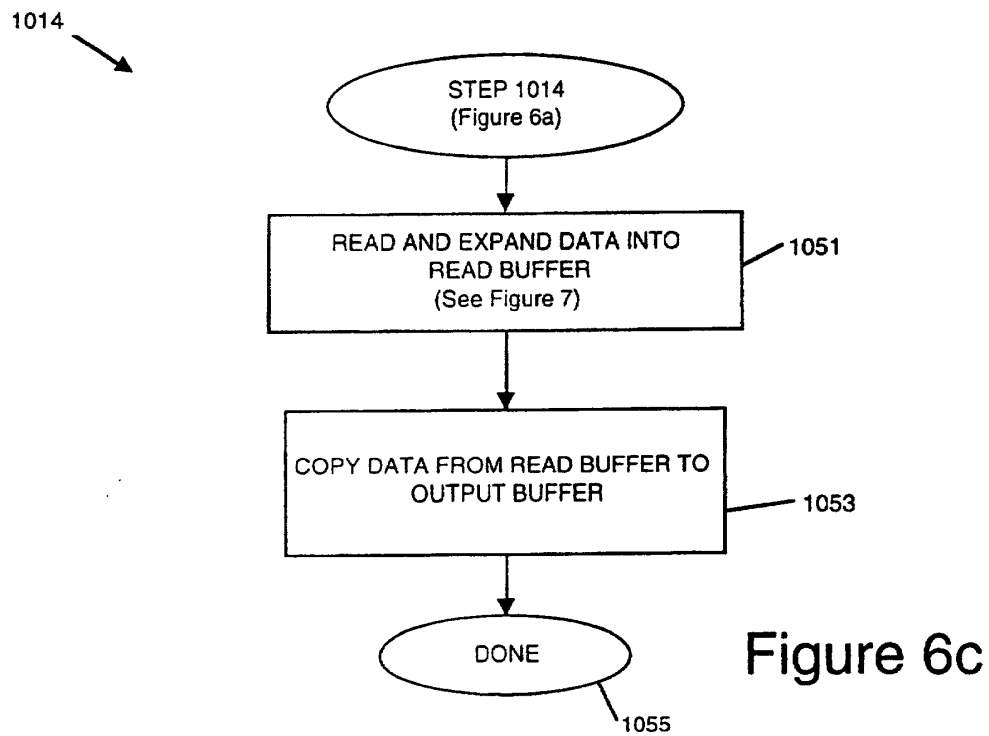 1014
STEP 1014
(Figure 6a)
READ AND EXPAND DATA INTO
READ BUFFER
(See Figure 7)
1051
COPY DATA FROM READ BUFFER TO
OUTPUT BUFFER
1053
DONE
Figure 6c
1055